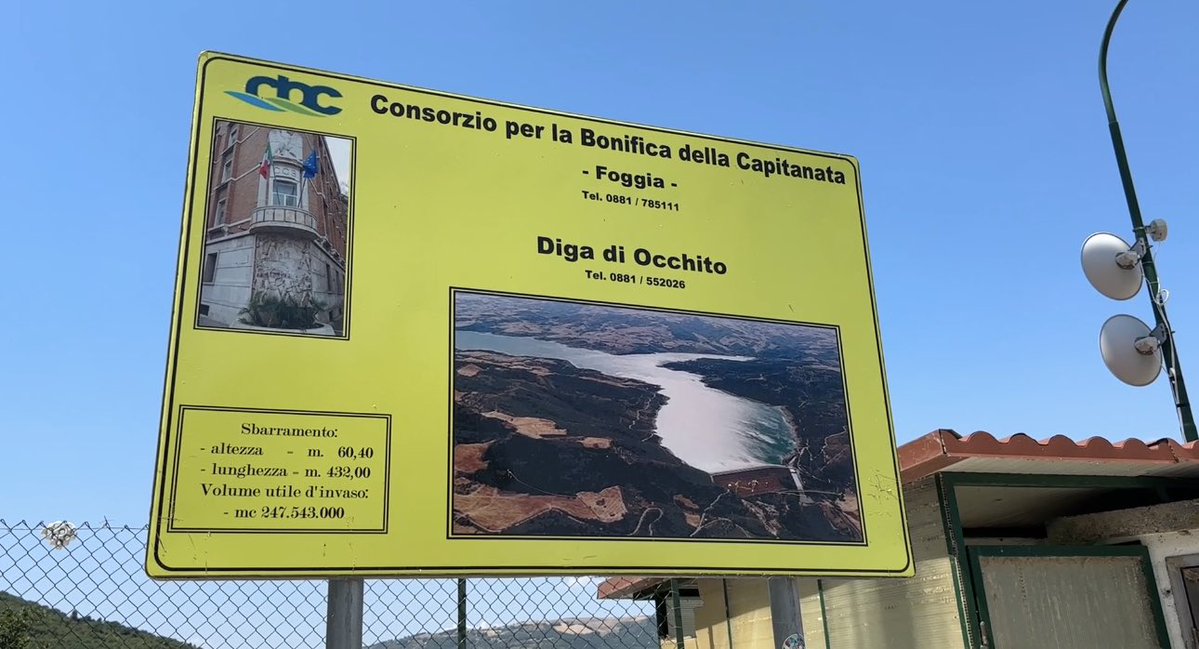 cbc
Consorzio per la Bonifica della Capitanata
- Foggia -
Tel. 0881 / 785111
Diga di Occhito
Tel. 0881 / 552026
Sbarramento:
- altezza = m. 60,40
- lunghezza = m. 432,00
Volume utile d'invaso:
- mc 247.543.000